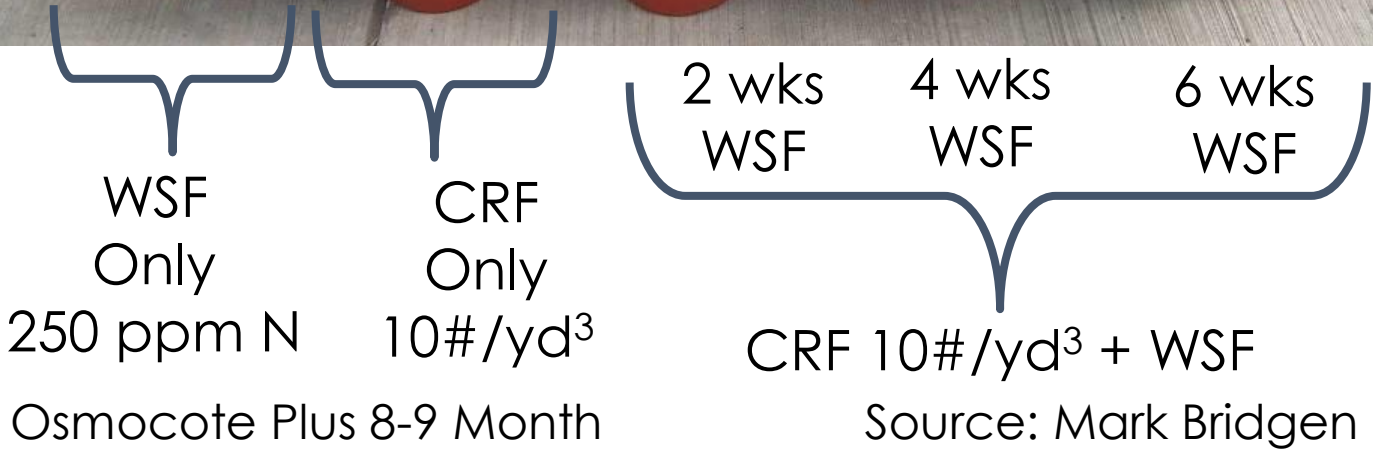 WSF
Only
250 ppm N
CRF
Only
10#/yd³
2 wks
WSF
4 wks
WSF
6 wks
WSF
CRF 10#/yd³ + WSF
Osmocote Plus 8-9 Month
Source: Mark Bridgen